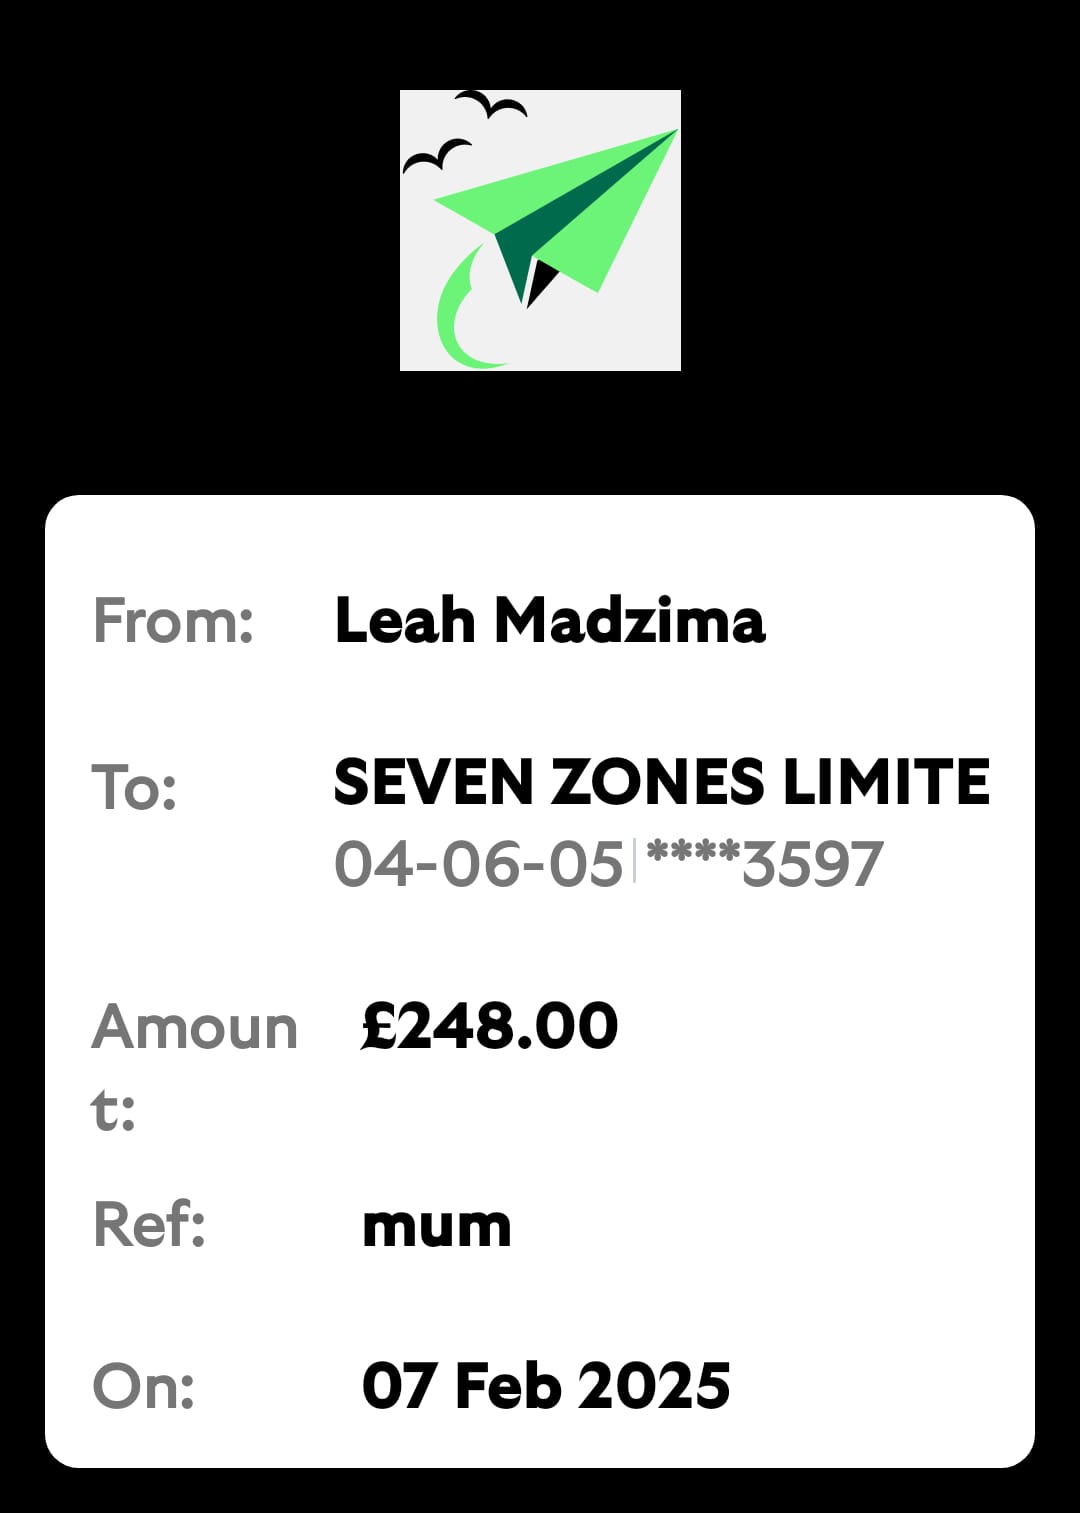 From: Leah Madzima
To: SEVEN ZONES LIMITE
04-06-05 | ****3597
Amoun £248.00
t:
Ref: mum
On: 07 Feb 2025